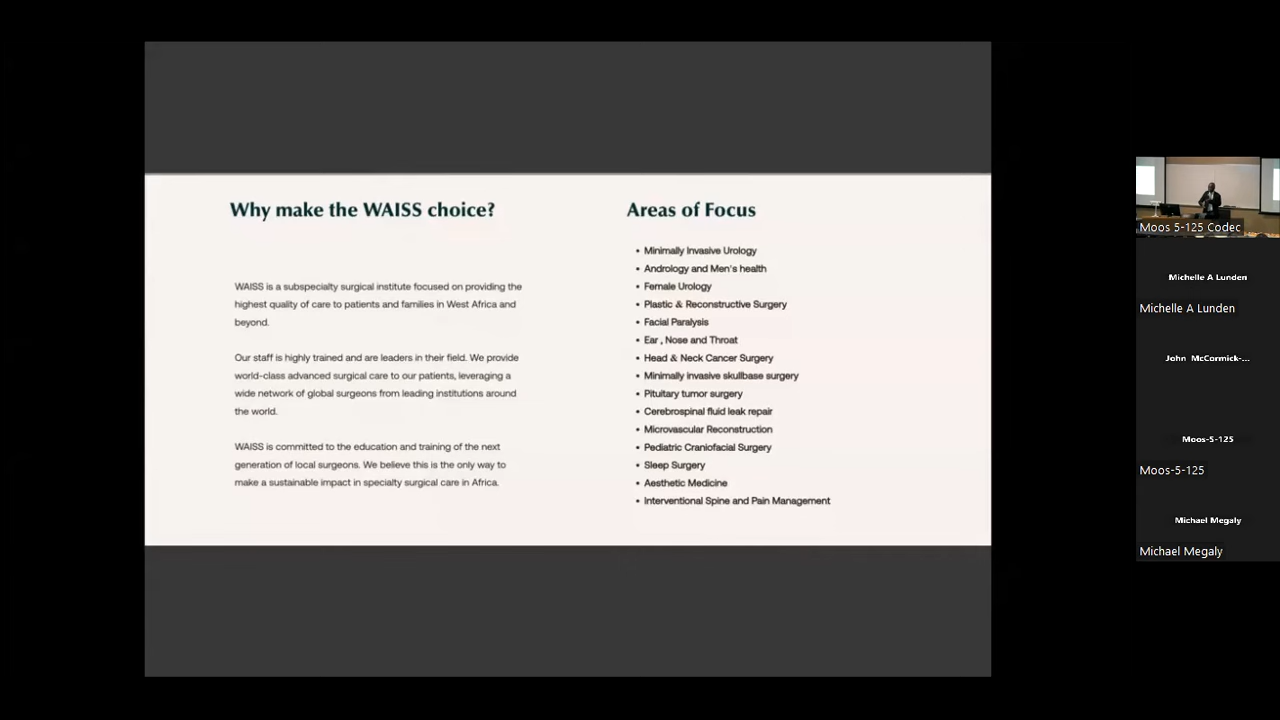 Why make the WAISS choice?
WAISS is a subspecialty surgical institute focused on providing the
highest quality of care to patients and families in West Africa and
beyond.
Our staff is highly trained and are leaders in their field. We provide
world-class advanced surgical care to our patients, leveraging a
wide network of global surgeons from leading institutions around
the world.
WAISS is committed to the education and training of the next
generation of local surgeons. We believe this is the only way to
make a sustainable impact in specialty surgical care in Africa.
Areas of Focus
• Minimally Invasive Urology
• Andrology and Men's health
• Female Urology
• Plastic & Reconstructive Surgery
• Facial Paralysis
• Ear , Nose and Throat
• Head & Neck Cancer Surgery
• Minimally invasive skullbase surgery
• Pituitary tumor surgery
• Cerebrospinal fluid leak repair
• Microvascular Reconstruction
• Pediatric Craniofacial Surgery
• Sleep Surgery
• Aesthetic Medicine
• Interventional Spine and Pain Management
Moos 5-125 Codec
Michelle A Lunden
Michelle A Lunden
John McCormick-...
Moos-5-125
Moos-5-125
Michael Megaly
Michael Megaly